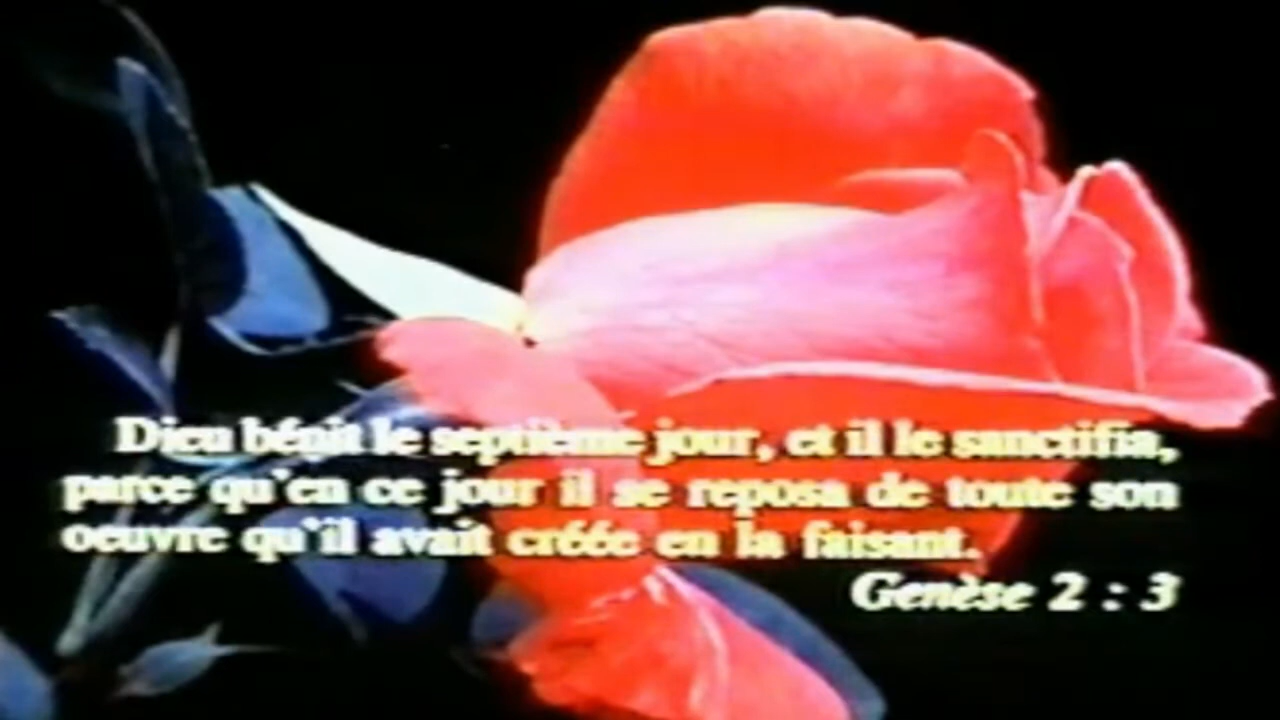 Dieu bénit le septième jour, et il le sanctifia,
parce qu'en ce jour il se reposa de toute son
oeuvre qu'il avait créée en la faisant.
Genèse 2 : 3